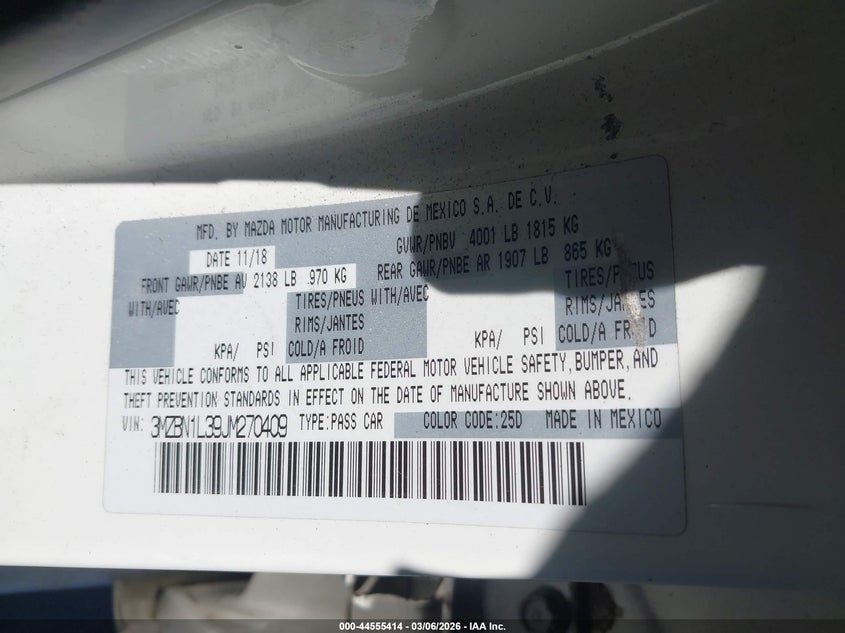 MFD. BY MAZDA MOTOR MANUFACTURING DE MEXICO S.A. DE C.V.
DATE 11/18 GVWR/PNBV 4001 LB 1815 KG
FRONT GAWR/PNBE AV 2138 LB 970 KG REAR GAWR/PNBE AR 1907 LB 865 KG
WITH/AVEC TIRES/PNEUS WITH/AVEC TIRES/PNEUS
RIMS/JANTES RIMS/JANTES
KPA/ PSI COLD/A FROID KPA/ PSI COLD/A FROID
THIS VEHICLE CONFORMS TO ALL APPLICABLE FEDERAL MOTOR VEHICLE SAFETY, BUMPER, AND
THEFT PREVENTION STANDARDS IN EFFECT ON THE DATE OF MANUFACTURE SHOWN ABOVE.
VIN: 3MZBN1L39JM270409 TYPE:PASS CAR COLOR CODE:25D MADE IN MEXICO
000-44555414 - 03/06/2026 - IAA Inc.